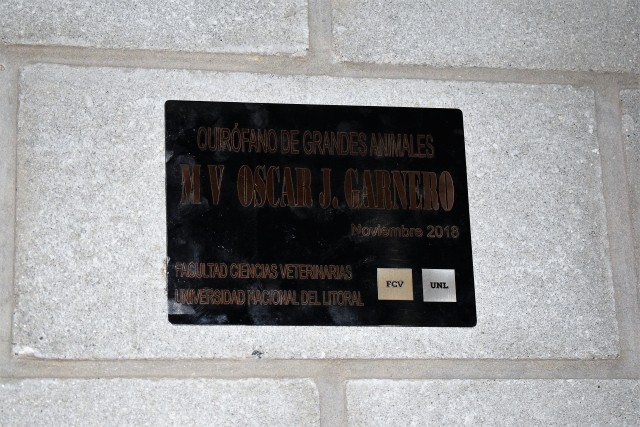 QUIRÓFANO DE GRANDES ANIMALES
M V OSCAR J. GARNERO
Noviembre 2018
FACULTAD CIENCIAS VETERINARIAS
UNIVERSIDAD NACIONAL DEL LITORAL
FCV UNL